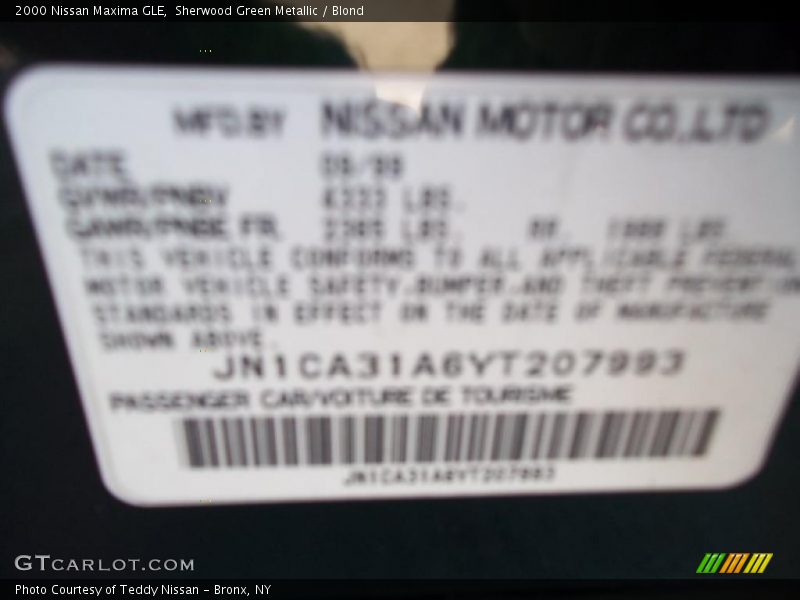 2000 Nissan Maxima GLE,  Sherwood Green Metallic / Blond
MFD.BY NISSAN MOTOR CO.,LTD
DATE
GVWR/PNBV 4333 LBS.
GAWR/PNBE FR. LBS. RR. LBS.
THIS VEHICLE CONFORMS TO ALL APPLICABLE FEDERAL
MOTOR VEHICLE SAFETY,BUMPER,AND THEFT PREVENTION
STANDARDS IN EFFECT ON THE DATE OF MANUFACTURE
SHOWN ABOVE.
JN1CA31A6YT207993
PASSENGER CAR/VOITURE DE TOURISME
JN1CA31A6YT207993
GTCARLOT.COM
Photo Courtesy of Teddy Nissan – Bronx, NY